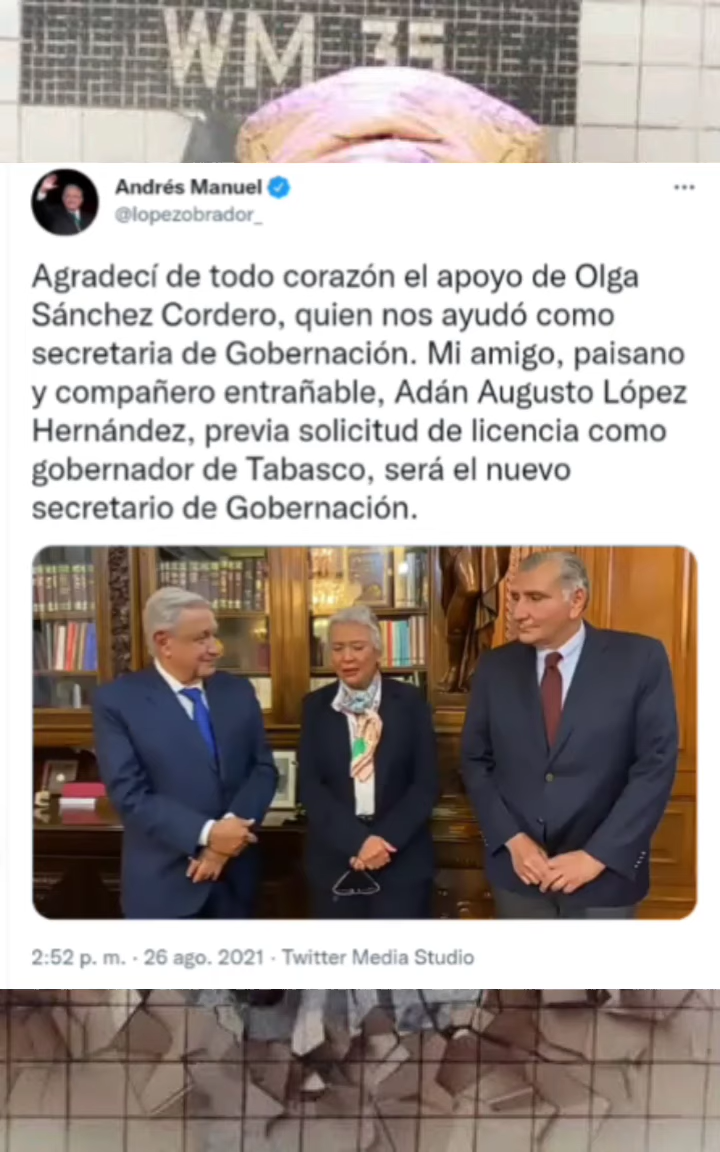 WM 35
Andrés Manuel
@lopezobrador_
Agradecí de todo corazón el apoyo de Olga
Sánchez Cordero, quien nos ayudó como
secretaria de Gobernación. Mi amigo, paisano
y compañero entrañable, Adán Augusto López
Hernández, previa solicitud de licencia como
gobernador de Tabasco, será el nuevo
secretario de Gobernación.
2:52 p. m. · 26 ago. 2021 · Twitter Media Studio